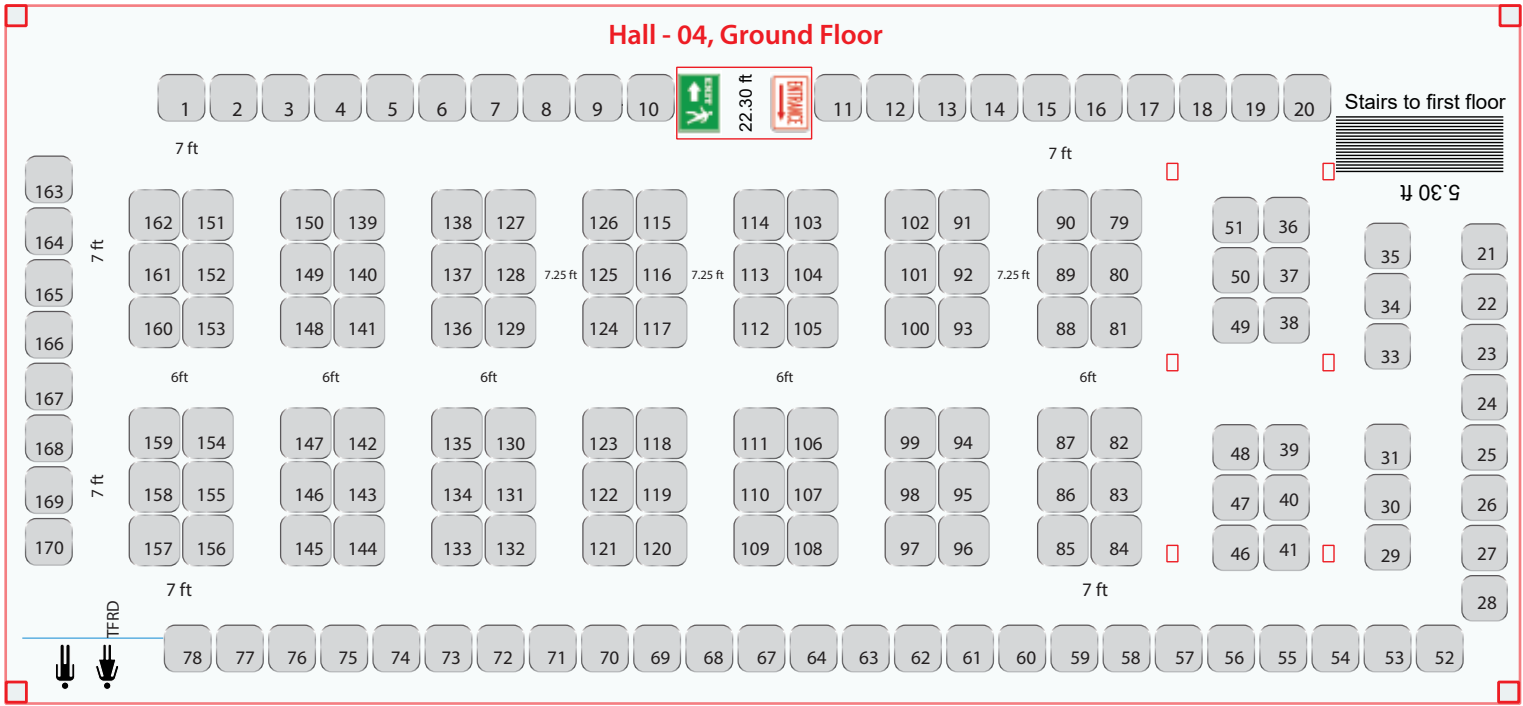 Hall - 04, Ground Floor
1 2 3 4 5 6 7 8 9 10 EXIT 22.30 ft ENTRANCE 11 12 13 14 15 16 17 18 19 20
Stairs to first floor
7 ft 7 ft
5.30 ft
163
164
165
166
167
168
169
170
7 ft
7 ft
162 151 150 139 138 127 126 115 114 103 102 91 90 79 51 36
161 152 149 140 137 128 7.25 ft 125 116 7.25 ft 113 104 101 92 7.25 ft 89 80 50 37
160 153 148 141 136 129 124 117 112 105 100 93 88 81 49 38
35
34
33
21
22
23
24
25
26
27
28
6ft 6ft 6ft 6ft 6ft
159 154 147 142 135 130 123 118 111 106 99 94 87 82 48 39 31
158 155 146 143 134 131 122 119 110 107 98 95 86 83 47 40 30
157 156 145 144 133 132 121 120 109 108 97 96 85 84 46 41 29
7 ft 7 ft
TFRD
78 77 76 75 74 73 72 71 70 69 68 67 64 63 62 61 60 59 58 57 56 55 54 53 52